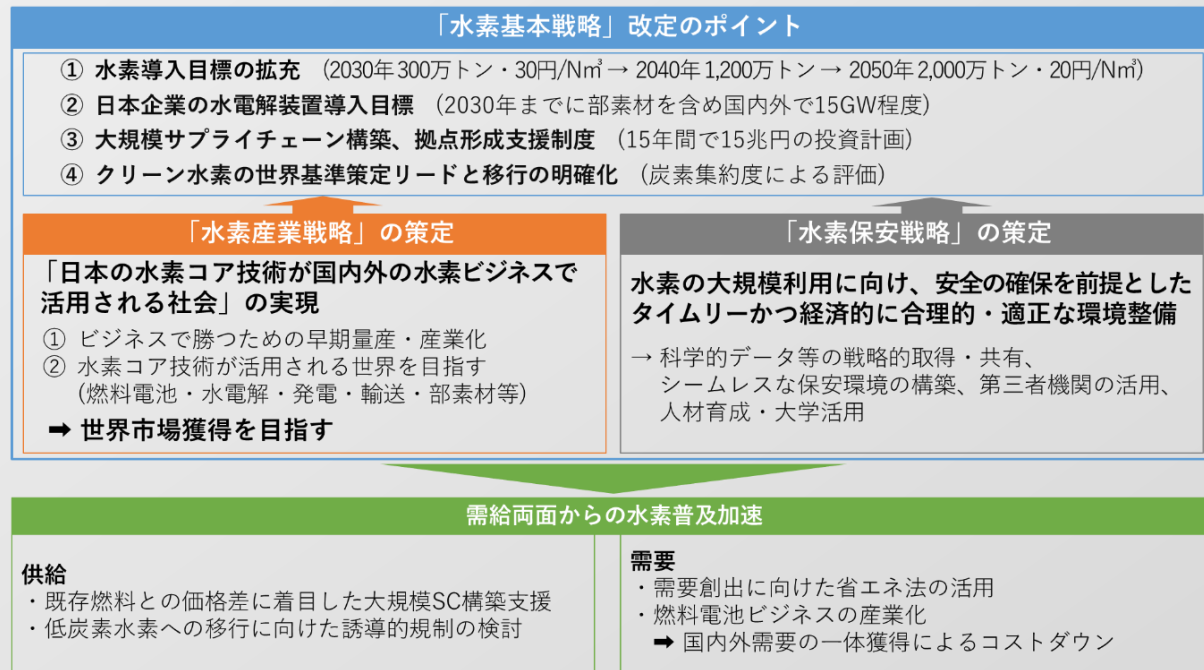 「水素基本戦略」改定のポイント
① 水素導入目標の拡充 (2030年 300万トン・30円/Nm³ → 2040年 1,200万トン → 2050年 2,000万トン・20円/Nm³)
② 日本企業の水電解装置導入目標 (2030年までに部素材を含め国内外で15GW程度)
③ 大規模サプライチェーン構築、拠点形成支援制度 (15年間で15兆円の投資計画)
④ クリーン水素の世界基準策定リードと移行の明確化 (炭素集約度による評価)
「水素産業戦略」の策定
「日本の水素コア技術が国内外の水素ビジネスで
活用される社会」の実現
① ビジネスで勝つための早期量産・産業化
② 水素コア技術が活用される世界を目指す
(燃料電池・水電解・発電・輸送・部素材等)
➡ 世界市場獲得を目指す
「水素保安戦略」の策定
水素の大規模利用に向け、安全の確保を前提とした
タイムリーかつ経済的に合理的・適正な環境整備
→ 科学的データ等の戦略的取得・共有、
シームレスな保安環境の構築、第三者機関の活用、
人材育成・大学活用
需給両面からの水素普及加速
供給
・既存燃料との価格差に着目した大規模SC構築支援
・低炭素水素への移行に向けた誘導的規制の検討
需要
・需要創出に向けた省エネ法の活用
・燃料電池ビジネスの産業化
➡ 国内外需要の一体獲得によるコストダウン